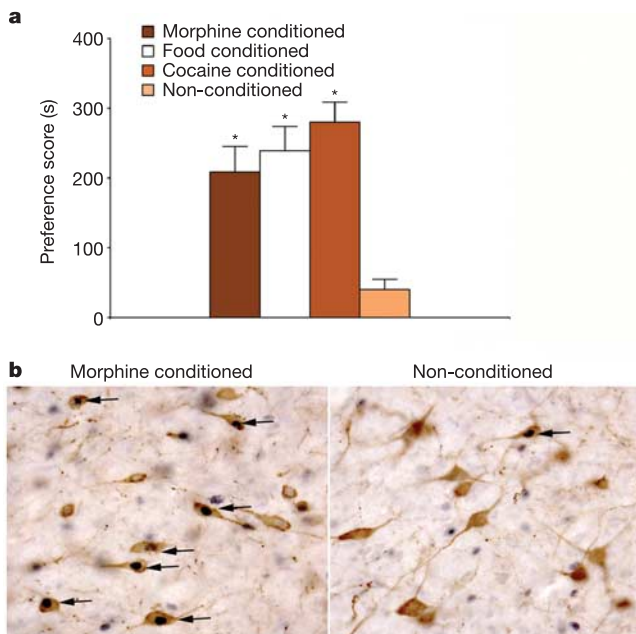 a
400
300
200
100
0
Preference score (s)
Morphine conditioned
Food conditioned
Cocaine conditioned
Non-conditioned
*
*
*
b
Morphine conditioned
Non-conditioned